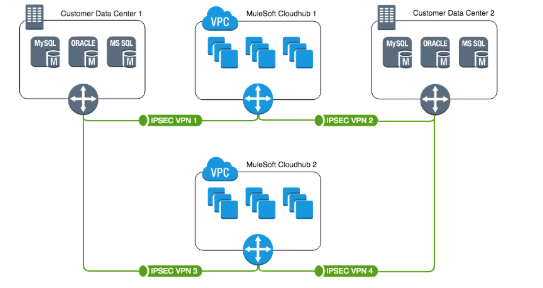 Customer Data Center 1
MySQL
M
ORACLE
M
MS SQL
M
VPC
MuleSoft Cloudhub 1
Customer Data Center 2
MySQL
M
ORACLE
M
MS SQL
M
IPSEC VPN 1
IPSEC VPN 2
VPC
MuleSoft Cloudhub 2
IPSEC VPN 3
IPSEC VPN 4